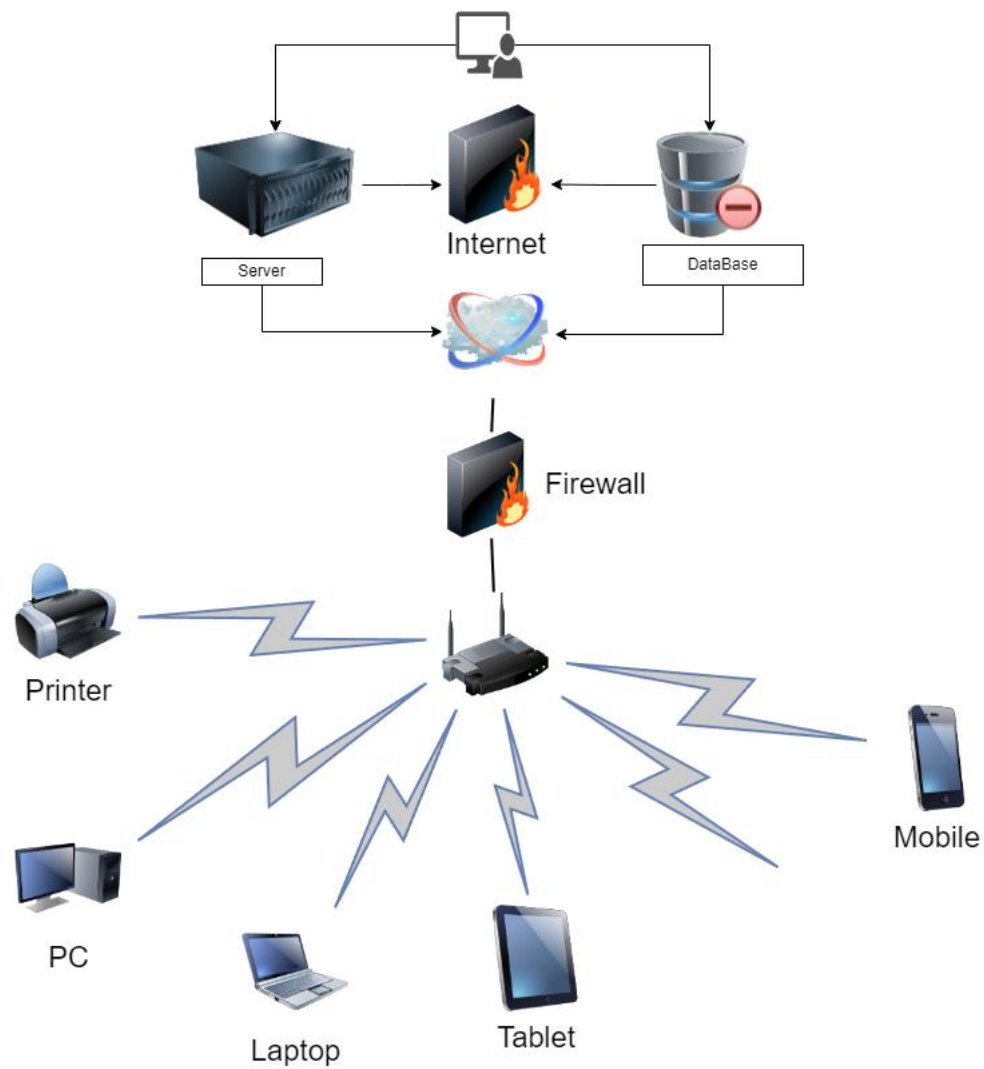 Internet
Server
DataBase
Firewall
Printer
Mobile
PC
Laptop
Tablet